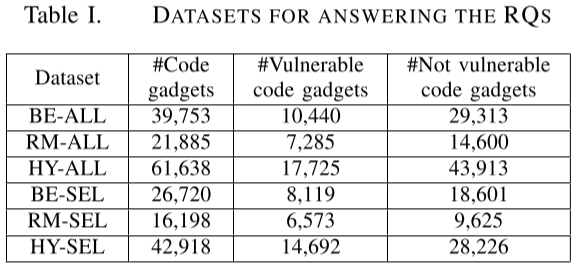 Table I. DATASETS FOR ANSWERING THE RQS
Dataset #Code gadgets #Vulnerable code gadgets #Not vulnerable code gadgets
BE-ALL 39,753 10,440 29,313
RM-ALL 21,885 7,285 14,600
HY-ALL 61,638 17,725 43,913
BE-SEL 26,720 8,119 18,601
RM-SEL 16,198 6,573 9,625
HY-SEL 42,918 14,692 28,226